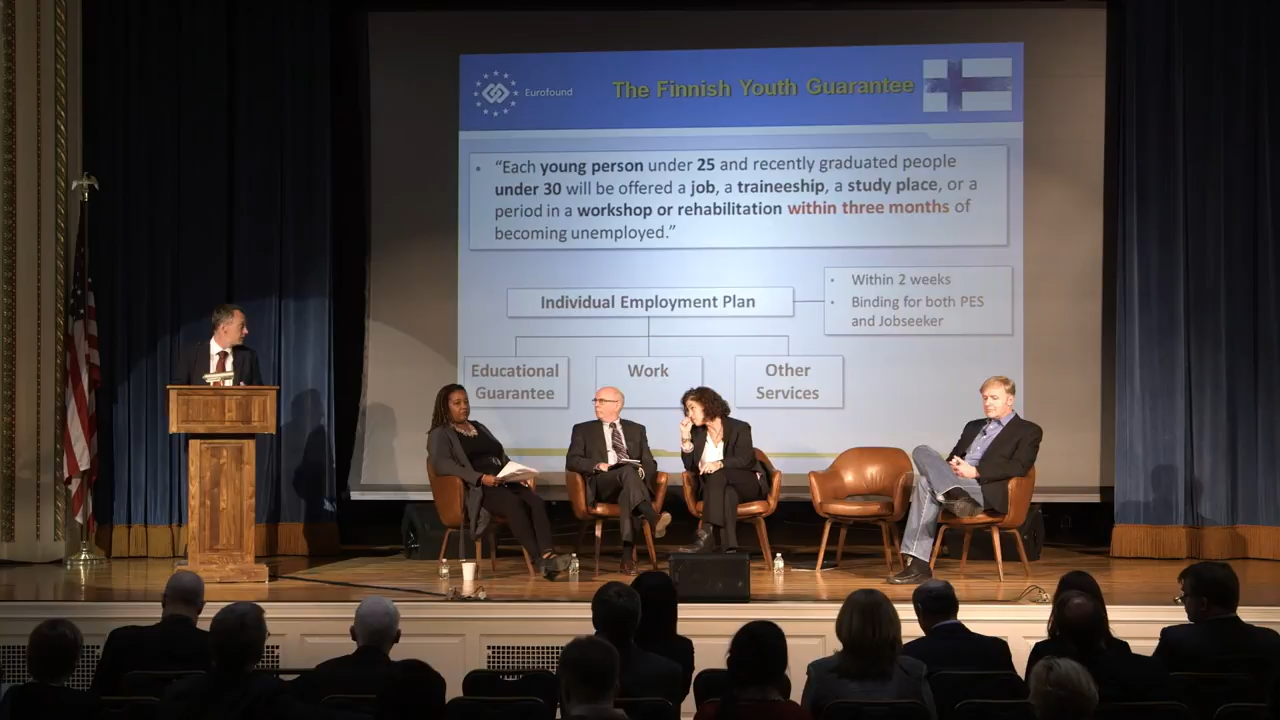 Eurofound
The Finnish Youth Guarantee
• “Each young person under 25 and recently graduated people
under 30 will be offered a job, a traineeship, a study place, or a
period in a workshop or rehabilitation within three months of
becoming unemployed.”
• Within 2 weeks
• Binding for both PES
and Jobseeker
Individual Employment Plan
Educational
Guarantee
Work
Other
Services